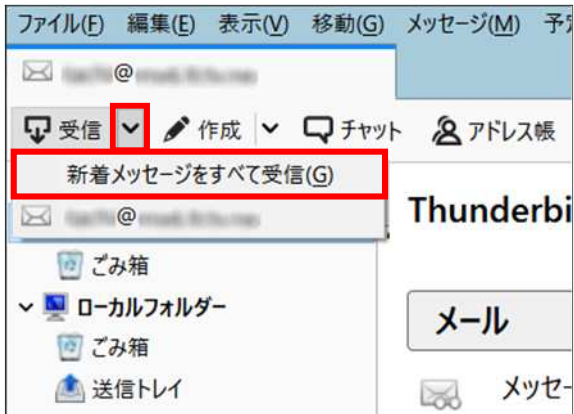 ファイル(F) 編集(E) 表示(V) 移動(G) メッセージ(M)
@
受信 作成 チャット アドレス帳
新着メッセージをすべて受信(G)
@
Thunderbi
ごみ箱
ローカルフォルダー
メール
ごみ箱
送信トレイ
メッセー